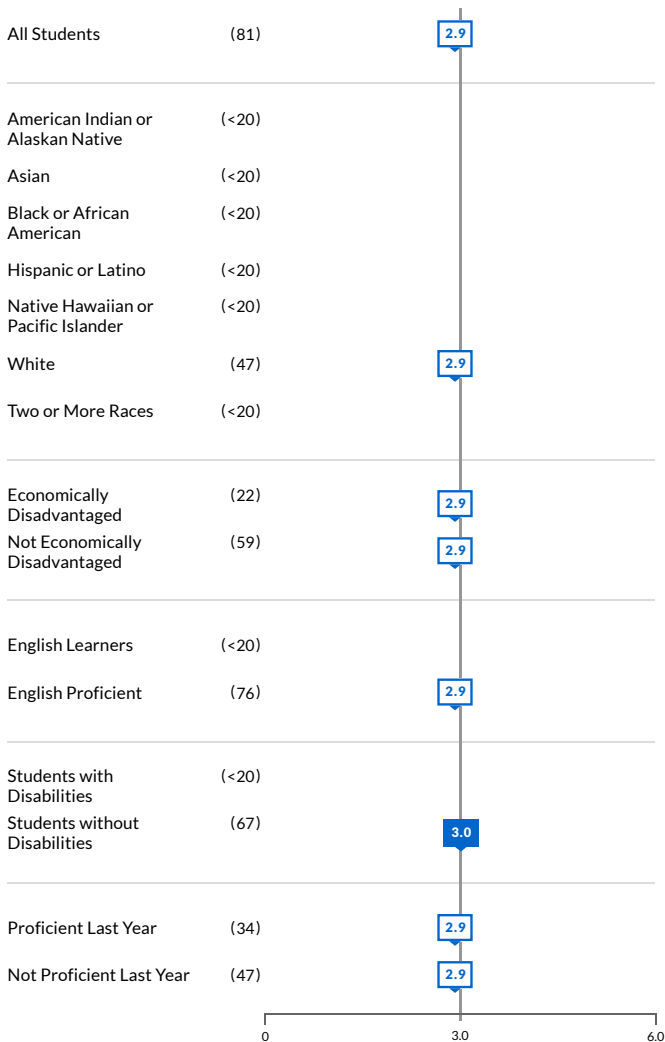 All Students (81) 2.9
American Indian or (<20)
Alaskan Native
Asian (<20)
Black or African (<20)
American
Hispanic or Latino (<20)
Native Hawaiian or (<20)
Pacific Islander
White (47) 2.9
Two or More Races (<20)
Economically (22) 2.9
Disadvantaged
Not Economically (59) 2.9
Disadvantaged
English Learners (<20)
English Proficient (76) 2.9
Students with (<20)
Disabilities
Students without (67) 3.0
Disabilities
Proficient Last Year (34) 2.9
Not Proficient Last Year (47) 2.9
0 3.0 6.0